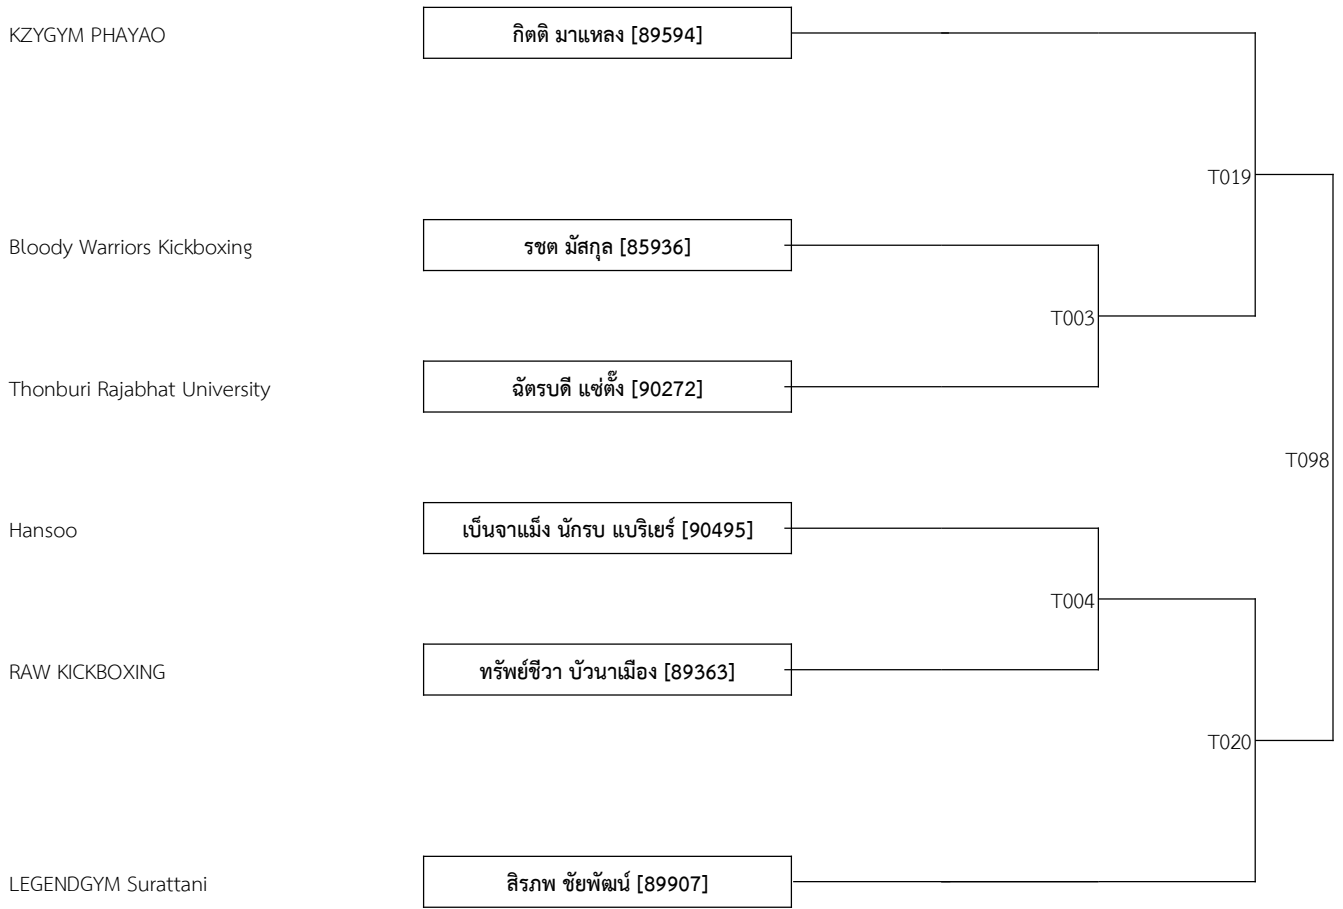 KZYGYM PHAYAO กิตติ มาแหลง [89594]
T019
Bloody Warriors Kickboxing รชต มัสกุล [85936]
T003
Thonburi Rajabhat University ฉัตรบดี แซ่ตั๊ง [90272]
T098
Hansoo เบ็นจาแม็ง นักรบ แบริเยร์ [90495]
T004
RAW KICKBOXING ทรัพย์ชีวา บัวนาเมือง [89363]
T020
LEGENDGYM Surattani สิรภพ ชัยพัฒน์ [89907]